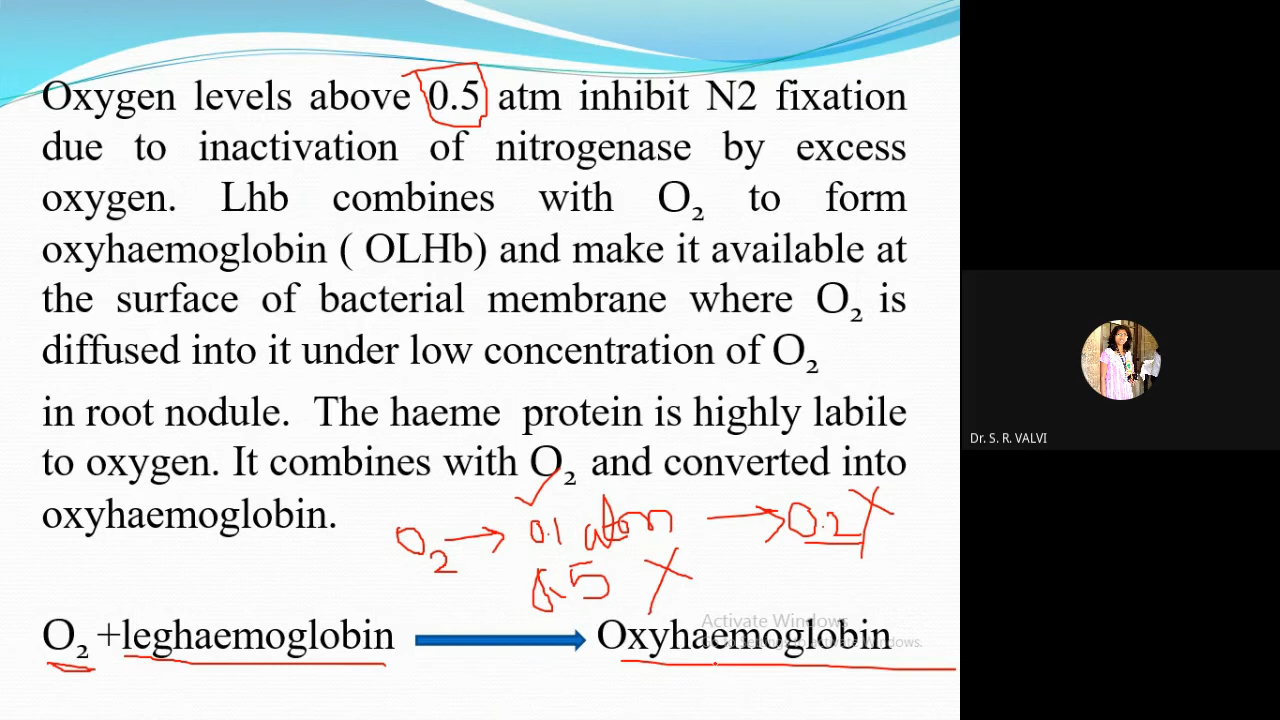 Oxygen levels above 0.5 atm inhibit N2 fixation
due to inactivation of nitrogenase by excess
oxygen. Lhb combines with O₂ to form
oxyhaemoglobin ( OLHb) and make it available at
the surface of bacterial membrane where O₂ is
diffused into it under low concentration of O₂
in root nodule. The haeme protein is highly labile
to oxygen. It combines with O₂ and converted into
oxyhaemoglobin.
O₂ → 0.1 atom → 0.2 X
0.5 X
O₂ +leghaemoglobin Oxyhaemoglobin
Activate Windows
Dr. S. R. VALVI